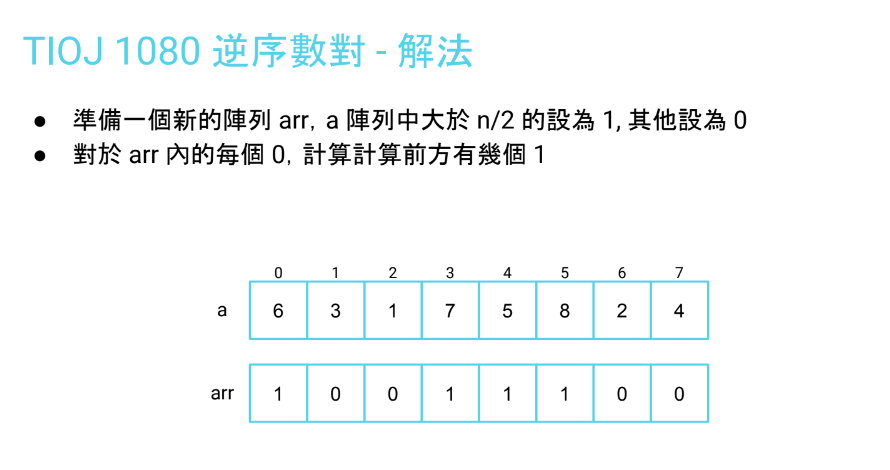 TIOJ 1080 逆序數對 - 解法
● 準備一個新的陣列 arr，a 陣列中大於 n/2 的設為 1, 其他設為 0
● 對於 arr 內的每個 0，計算計算前方有幾個 1
0 1 2 3 4 5 6 7
a 6 3 1 7 5 8 2 4
arr 1 0 0 1 1 1 0 0